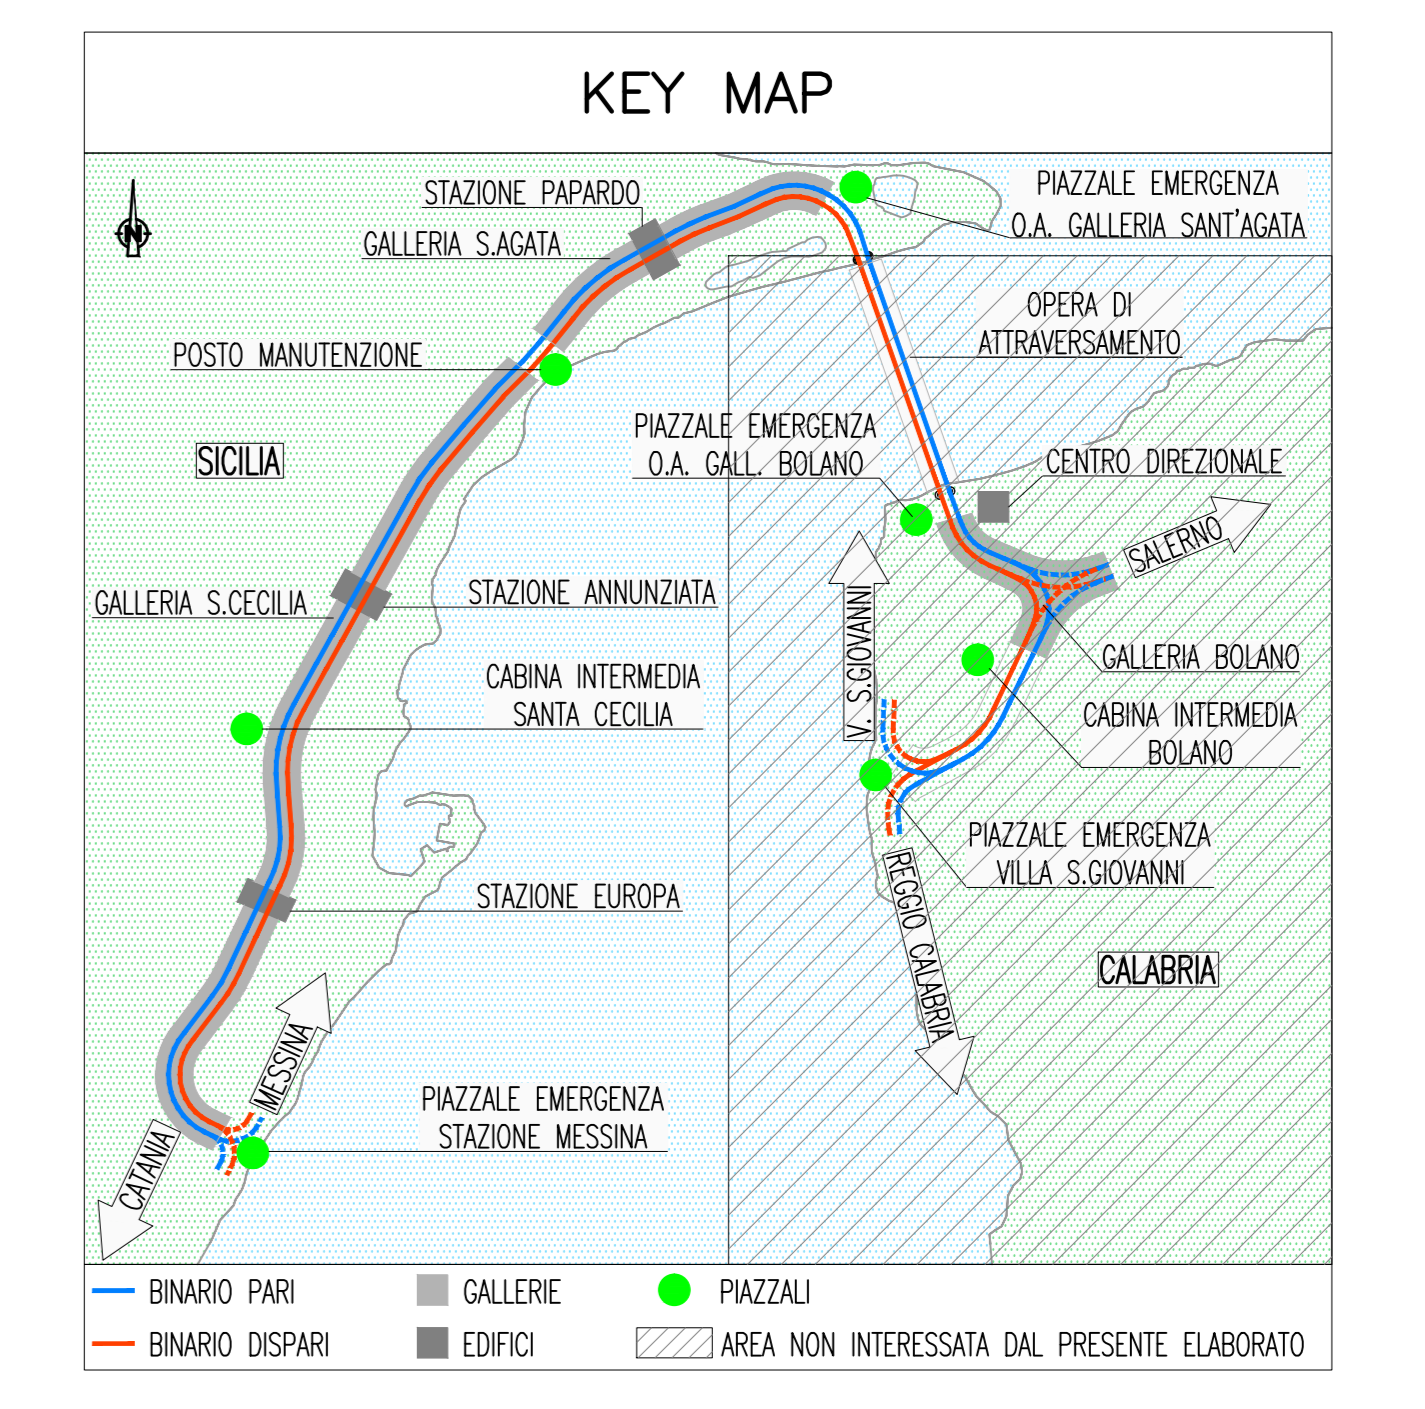 KEY MAP
STAZIONE PAPARDO
GALLERIA S.AGATA
PIAZZALE EMERGENZA
O.A. GALLERIA SANT'AGATA
N
OPERA DI
ATTRAVERSAMENTO
POSTO MANUTENZIONE
PIAZZALE EMERGENZA
O.A. GALL. BOLANO
SICILIA
CENTRO DIREZIONALE
SALERNO
STAZIONE ANNUNZIATA
GALLERIA S.CECILIA
V. S.GIOVANNI
GALLERIA BOLANO
CABINA INTERMEDIA
SANTA CECILIA
CABINA INTERMEDIA
BOLANO
PIAZZALE EMERGENZA
VILLA S.GIOVANNI
STAZIONE EUROPA
REGGIO CALABRIA
CALABRIA
MESSINA
PIAZZALE EMERGENZA
STAZIONE MESSINA
CATANIA
BINARIO PARI
GALLERIE
PIAZZALI
BINARIO DISPARI
EDIFICI
AREA NON INTERESSATA DAL PRESENTE ELABORATO